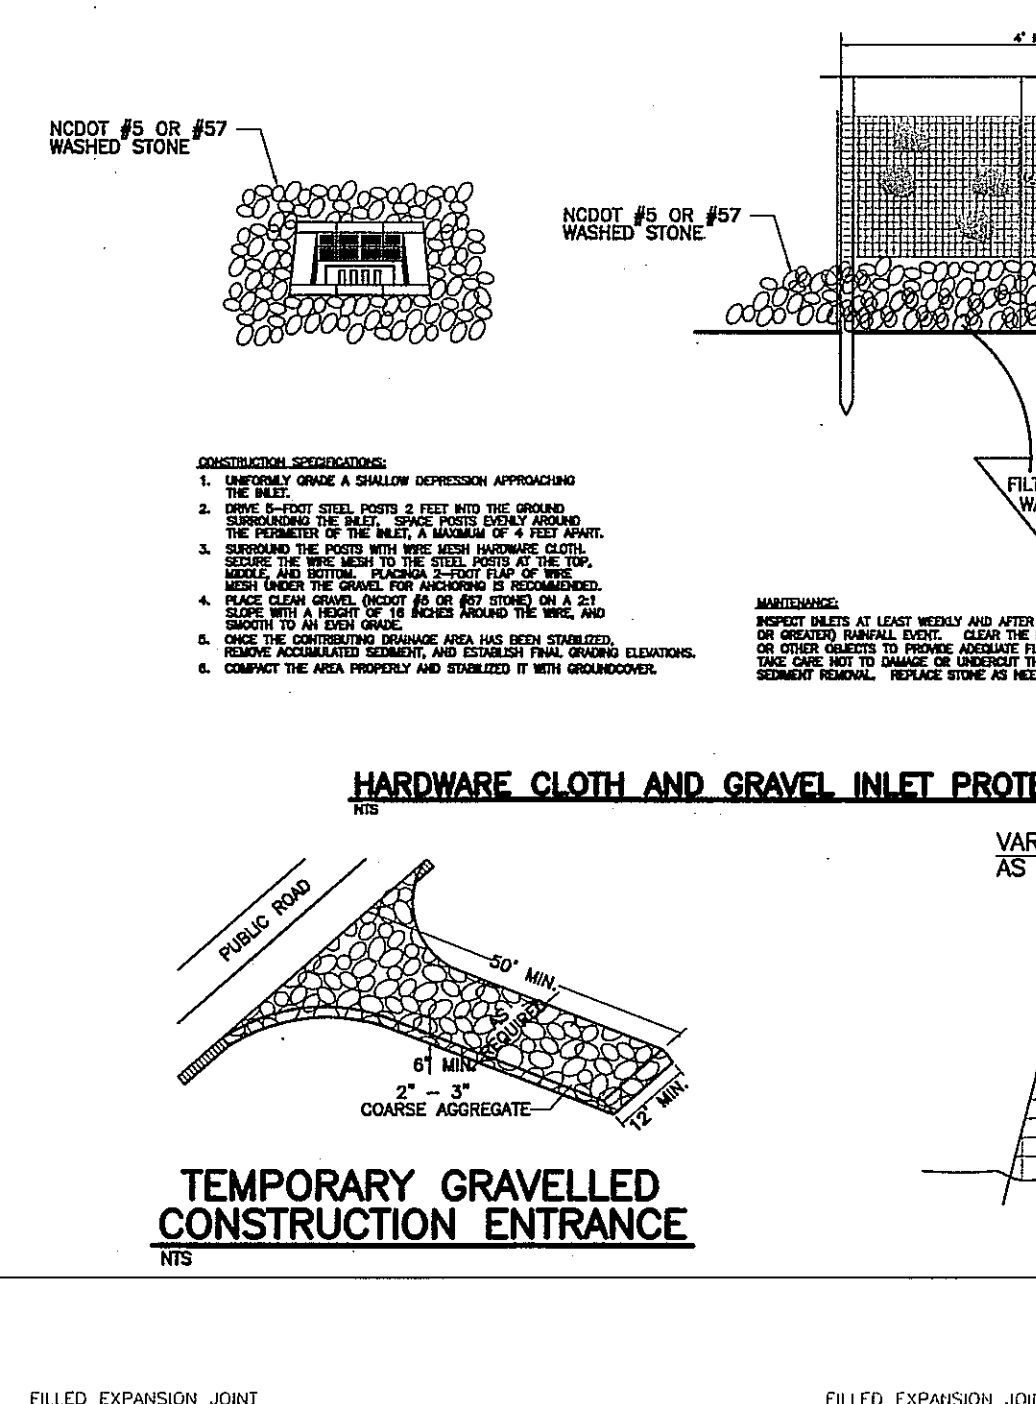 4'
NCDOT #5 OR #57
WASHED STONE
NCDOT #5 OR #57
WASHED STONE
CONSTRUCTION SPECIFICATIONS:
1. UNIFORMLY GRADE A SHALLOW DEPRESSION APPROACHING
THE INLET.
2. DRIVE 5-FOOT STEEL POSTS 2 FEET INTO THE GROUND
SURROUNDING THE INLET. SPACE POSTS EVENLY AROUND
THE PERIMETER OF THE INLET, A MAXIMUM OF 4 FEET APART.
3. SURROUND THE POSTS WITH WIRE MESH HARDWARE CLOTH.
SECURE THE WIRE MESH TO THE STEEL POSTS AT THE TOP,
MIDDLE, AND BOTTOM. PLACINGA 2-FOOT FLAP OF WIRE
MESH UNDER THE GRAVEL FOR ANCHORING IS RECOMMENDED.
4. PLACE CLEAN GRAVEL (NCDOT #5 OR #57 STONE) ON A 2:1
SLOPE WITH A HEIGHT OF 16 INCHES AROUND THE WIRE, AND
SMOOTH TO AN EVEN GRADE.
5. ONCE THE CONTRIBUTING DRAINAGE AREA HAS BEEN STABILIZED,
REMOVE ACCUMULATED SEDIMENT, AND ESTABLISH FINAL GRADING ELEVATIONS.
6. COMPACT THE AREA PROPERLY AND STABILIZED IT WITH GROUNDCOVER.
FILT
WA
MAINTENANCE:
INSPECT INLETS AT LEAST WEEKLY AND AFTER
OR GREATER) RAINFALL EVENT. CLEAR THE
OR OTHER OBJECTS TO PROVIDE ADEQUATE FL
TAKE CARE NOT TO DAMAGE OR UNDERCUT TH
SEDIMENT REMOVAL. REPLACE STONE AS NEE
HARDWARE CLOTH AND GRAVEL INLET PROTE
NTS
VAR
AS
PUBLIC ROAD
50' MIN.
AS
REQUIRED
6" MIN.
2" - 3"
COARSE AGGREGATE
12' MIN.
TEMPORARY GRAVELLED
CONSTRUCTION ENTRANCE
NTS
FILLED EXPANSION JOINT
FILLED EXPANSION JOIN